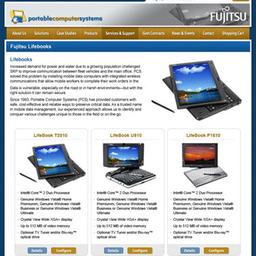 portablecomputersystems
FUJITSU
About Us
Solutions
Case Studies
Products
Services & Support
Govt Contracts
News & Events
Contact
Shopping Cart
Fujitsu Lifebooks
Lifebooks
Increased demand for power and water due to a growing population challenged
SRP to improve communication between fleet vehicles and the main office. PCS
solved the problem by installing mobile data computers with integrated wireless
communications that allow mobile workers to complete their work orders in the
Data is vulnerable, especially on the road or in harsh environments—but with the
right solution it can remain secure.
Since 1993, Portable Computer Systems (PCS) has provided customers with
safe, cost-effective and reliable ways to preserve critical data. As a trusted name
in mobile data management, our experienced approach allows us to identify and
conquer various challenges unique to those in the field or on the go
LifeBook T2010
Intel® Core™ 2 Duo Processor
Genuine Windows Vista® Home
Premium, Windows Vista®
Business or Windows Vista®
Ultimate
Crystal View Wide XGA+ display
Up to 512 MB of video memory
Optional TV Tuner and/or Blu-ray™
optical drive
Details
Configure
LifeBook U810
Intel® Core™ 2 Duo Processor
Genuine Windows Vista® Home
Premium, Windows Vista®
Business or Windows Vista®
Ultimate
Crystal View Wide XGA+ display
Up to 512 MB of video memory
Optional TV Tuner and/or Blu-ray™
optical drive
Details
Configure
LifeBook P1610
Intel® Core™ 2 Duo Processor
Genuine Windows Vista® Home
Premium, Windows Vista®
Business or Windows Vista®
Ultimate
Crystal View Wide XGA+ display
Up to 512 MB of video memory
Optional TV Tuner and/or Blu-ray™
optical drive
Details
Configure